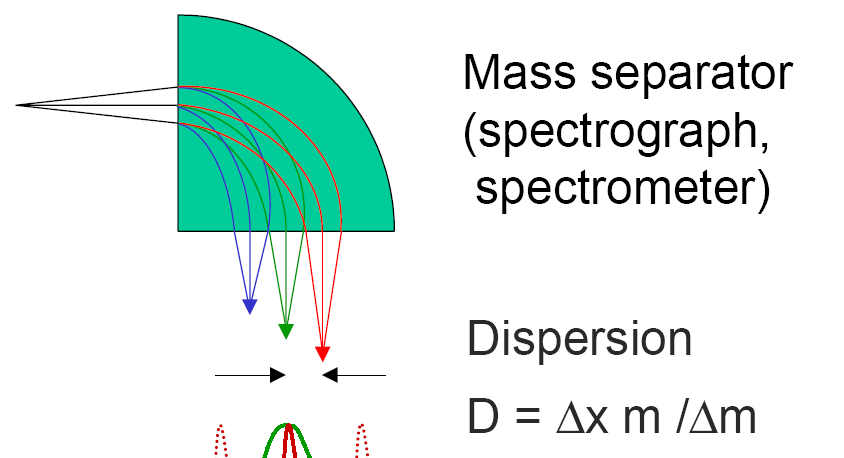 Mass separator
(spectrograph,
spectrometer)
Dispersion
D = Δx m /Δm